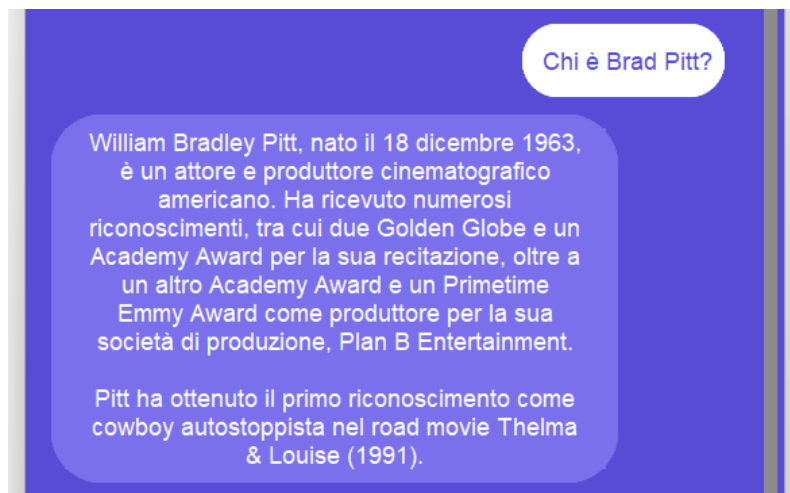 Chi è Brad Pitt?
William Bradley Pitt, nato il 18 dicembre 1963,
è un attore e produttore cinematografico
americano. Ha ricevuto numerosi
riconoscimenti, tra cui due Golden Globe e un
Academy Award per la sua recitazione, oltre a
un altro Academy Award e un Primetime
Emmy Award come produttore per la sua
società di produzione, Plan B Entertainment.
Pitt ha ottenuto il primo riconoscimento come
cowboy autostoppista nel road movie Thelma
& Louise (1991).